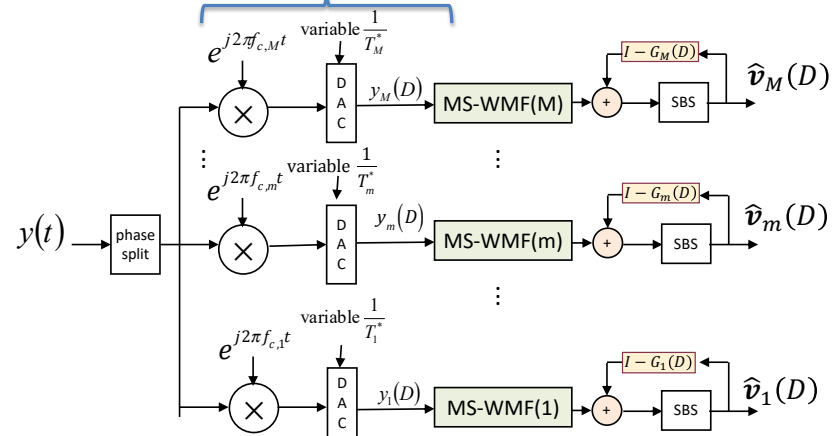 variable 1/T*_M
e^{j2πf_{c,M}t}
D A C
y_M(D)
MS-WMF(M)
+
I − G_M(D)
SBS
v̂_M(D)
×
⋮
⋮
variable 1/T*_m
e^{j2πf_{c,m}t}
y(t)
phase split
×
D A C
y_m(D)
MS-WMF(m)
+
I − G_m(D)
SBS
v̂_m(D)
⋮
variable 1/T*_1
e^{j2πf_{c,1}t}
×
D A C
y_1(D)
MS-WMF(1)
+
I − G_1(D)
SBS
v̂_1(D)